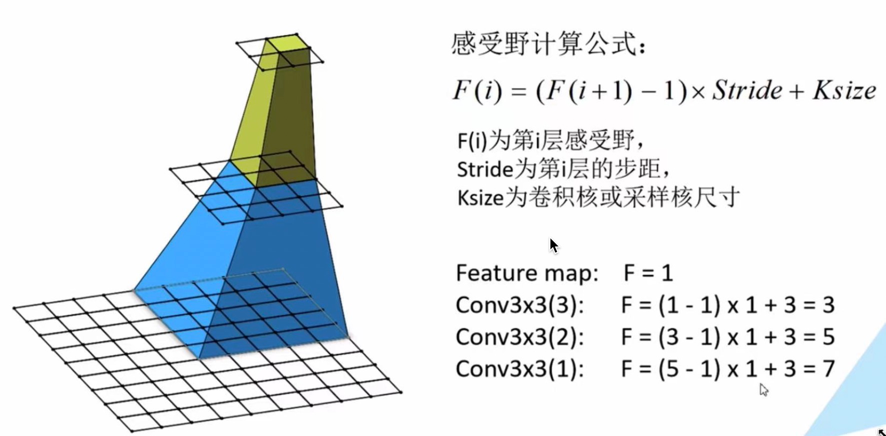 感受野计算公式：
F(i) = (F(i+1) − 1) × Stride + Ksize
F(i)为第i层感受野，
Stride为第i层的步距，
Ksize为卷积核或采样核尺寸
Feature map: F = 1
Conv3x3(3): F = (1 - 1) x 1 + 3 = 3
Conv3x3(2): F = (3 - 1) x 1 + 3 = 5
Conv3x3(1): F = (5 - 1) x 1 + 3 = 7